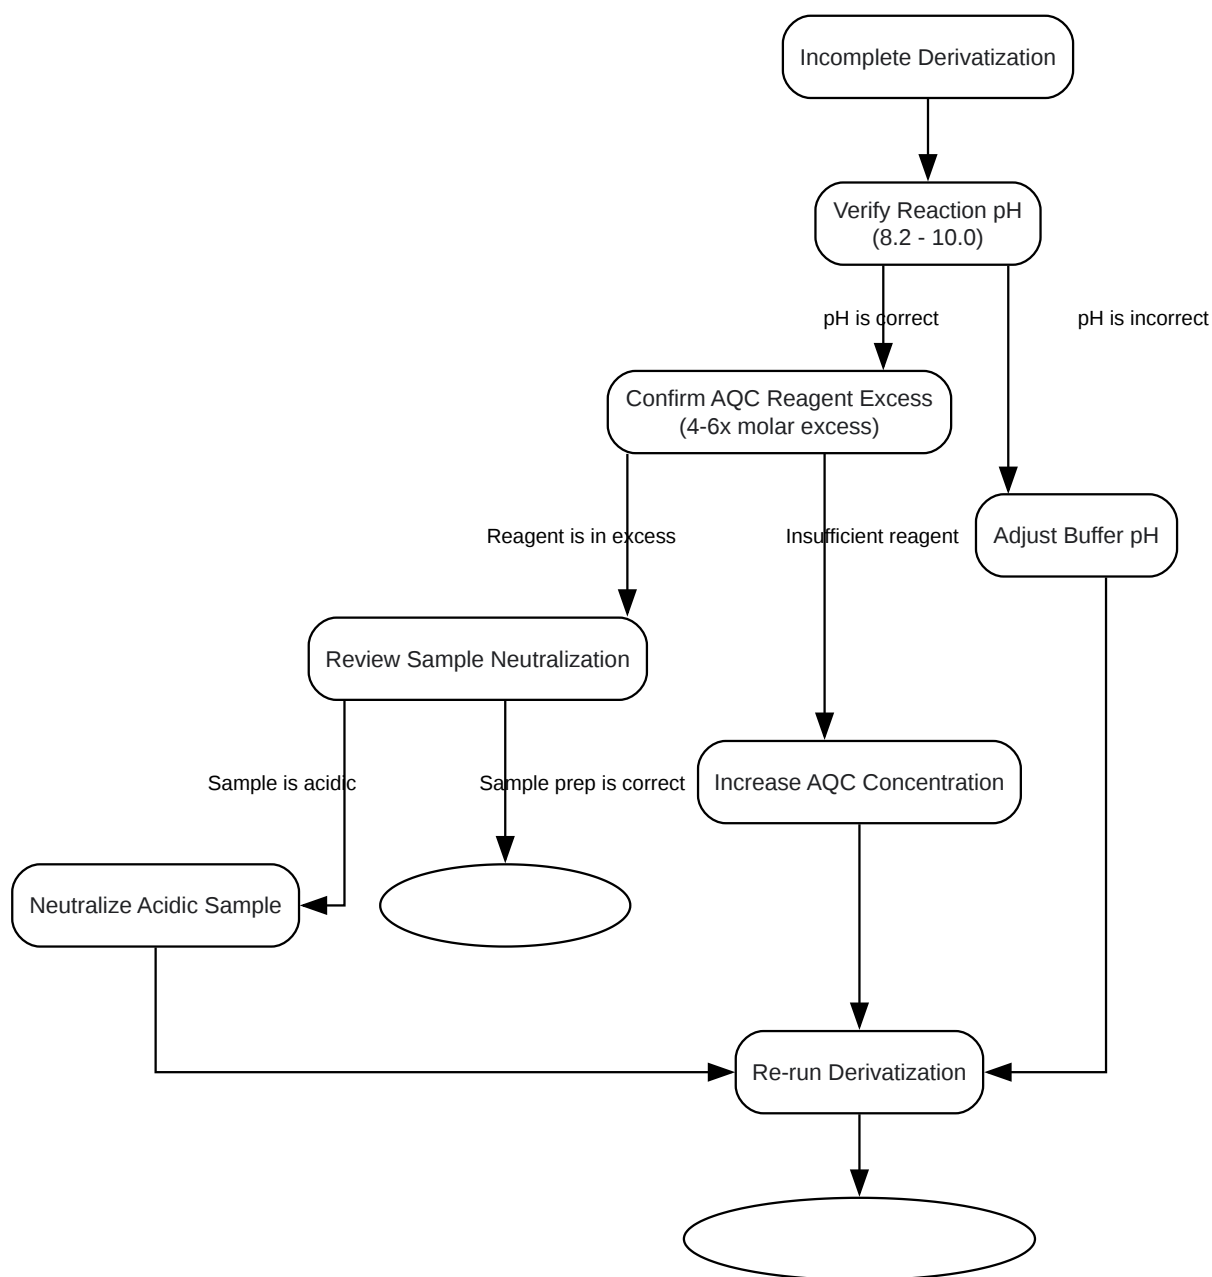 Incomplete Derivatization
Verify Reaction pH
(8.2 - 10.0)
pH is correct
pH is incorrect
Confirm AQC Reagent Excess
(4-6x molar excess)
Reagent is in excess
Insufficient reagent
Adjust Buffer pH
Review Sample Neutralization
Sample is acidic
Sample prep is correct
Increase AQC Concentration
Neutralize Acidic Sample
Re-run Derivatization